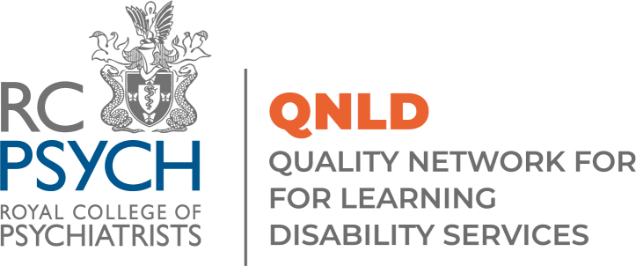 RC
PSYCH
ROYAL COLLEGE OF
PSYCHIATRISTS
QNLD
QUALITY NETWORK FOR
FOR LEARNING
DISABILITY SERVICES